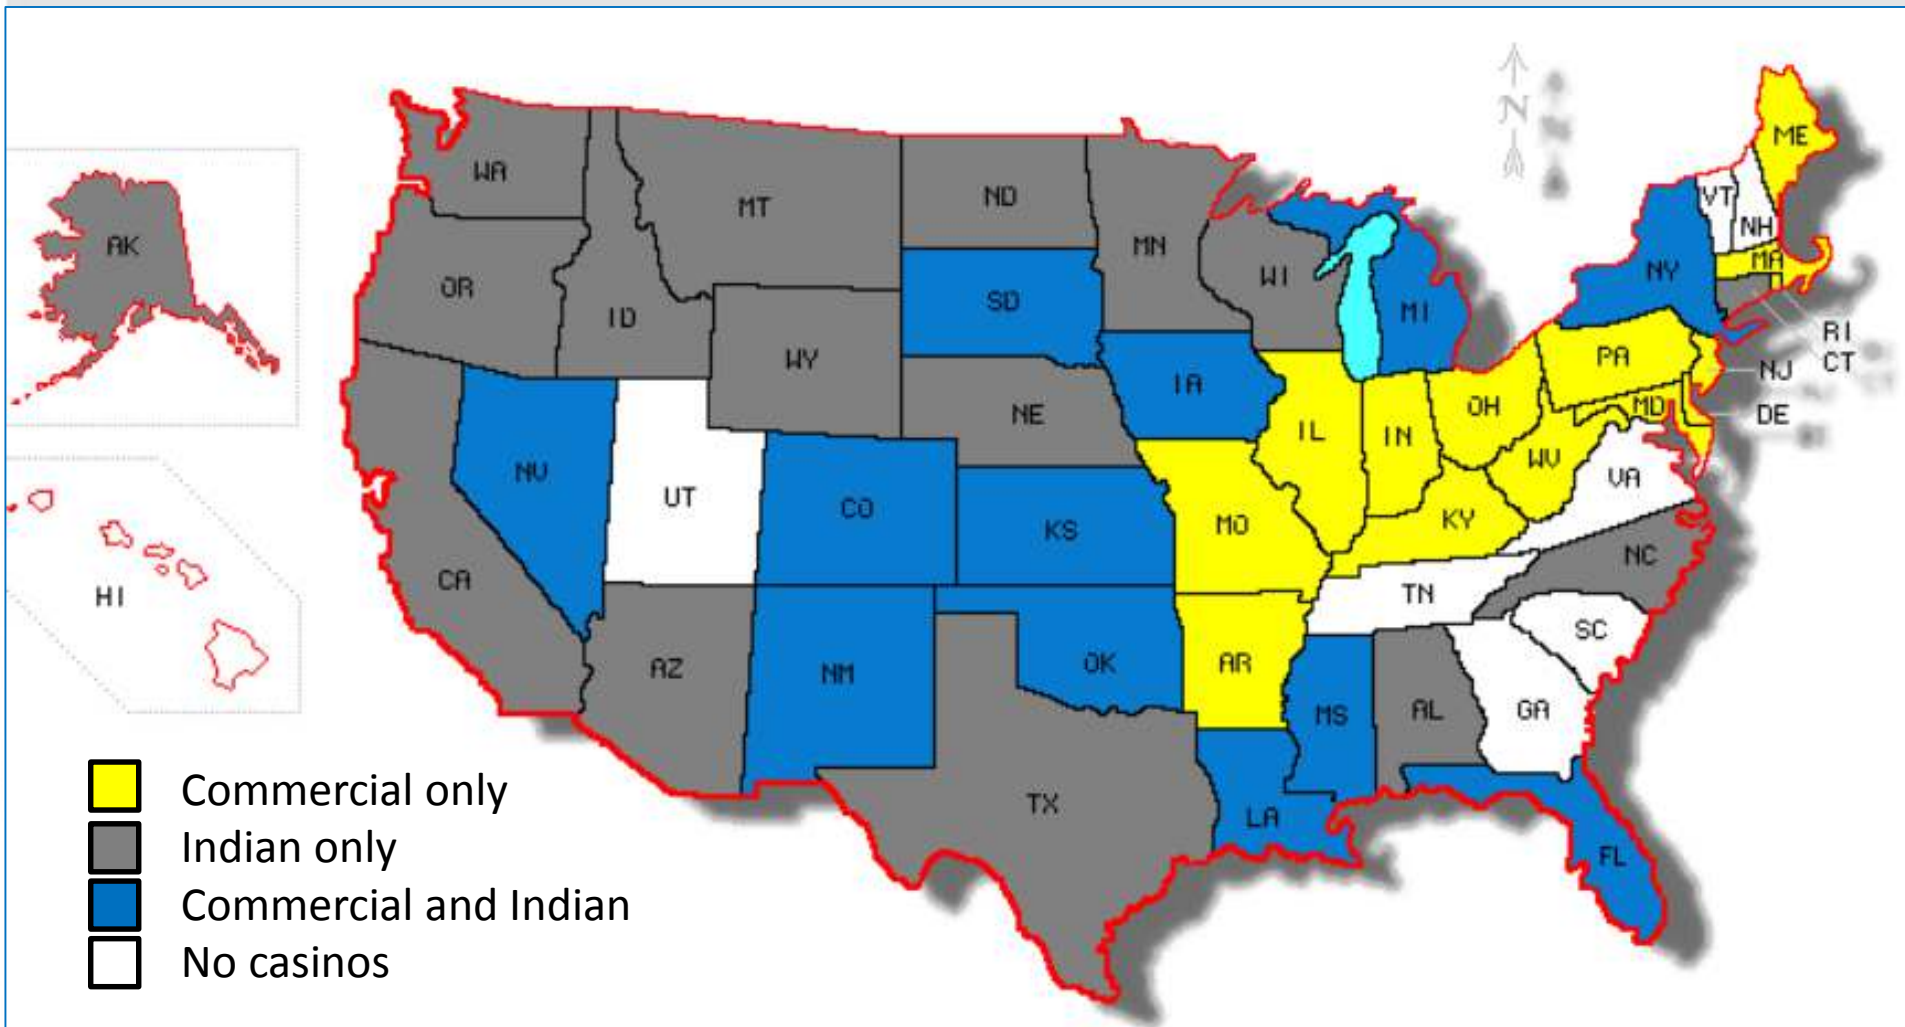 N
ME
WA
VT
NH
MT
ND
AK
MN
MA
NY
WI
OR
SD
MI
ID
RI
CT
PA
WY
NJ
IA
NE
MD
DE
OH
IL
IN
WV
NV
VA
UT
CO
MO
KY
KS
NC
CA
HI
TN
SC
AZ
NM
OK
AR
MS
AL
GA
TX
LA
FL
Commercial only
Indian only
Commercial and Indian
No casinos